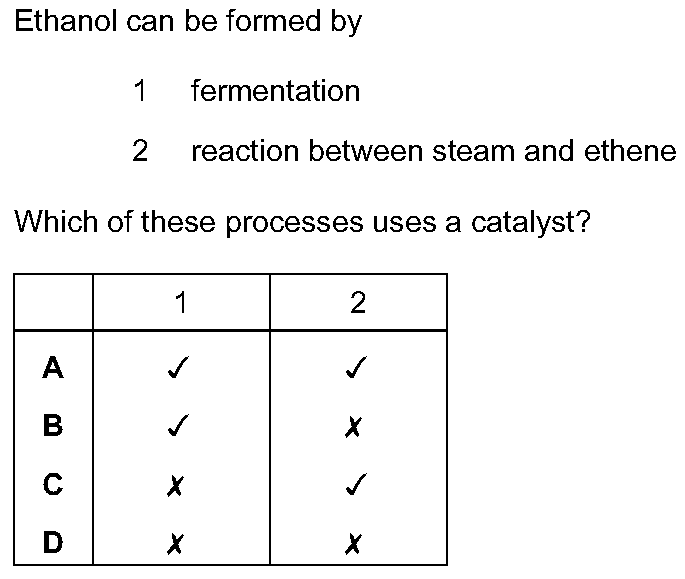 Ethanol can be formed by
1 fermentation
2 reaction between steam and ethene
Which of these processes uses a catalyst?
1 2
A ✓ ✓
B ✓ ✗
C ✗ ✓
D ✗ ✗